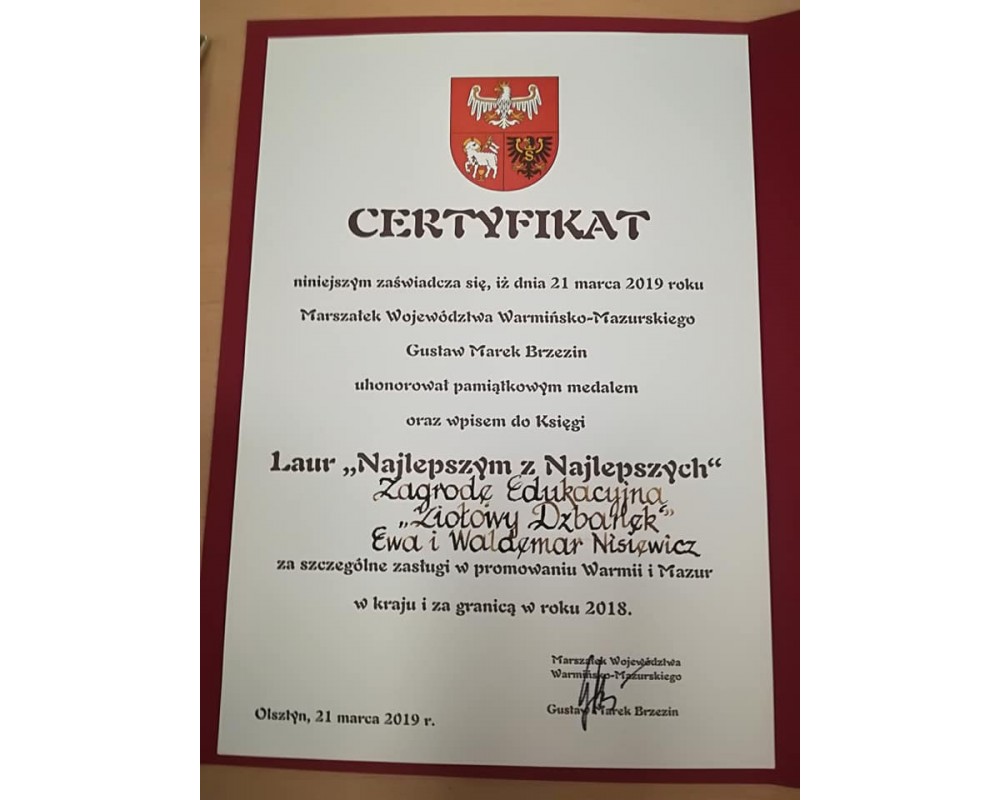 CERTYFIKAT
niniejszym zaświadcza się, iż dnia 21 marca 2019 roku
Marszałek Województwa Warmińsko-Mazurskiego
Gustaw Marek Brzezin
uhonorował pamiątkowym medalem
oraz wpisem do Księgi
Laur „Najlepszym z Najlepszych“
Zagrodę Edukacyjną
„Ziołowy Dzbanek”
Ewa i Waldemar Nisiewicz
za szczególne zasługi w promowaniu Warmii i Mazur
w kraju i za granicą w roku 2018.
Marszałek Województwa
Warmińsko-Mazurskiego
Gustaw Marek Brzezin
Olsztyn, 21 marca 2019 r.